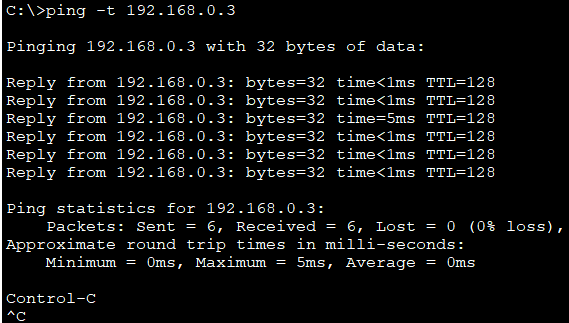 C:\>ping -t 192.168.0.3
Pinging 192.168.0.3 with 32 bytes of data:
Reply from 192.168.0.3: bytes=32 time<1ms TTL=128
Reply from 192.168.0.3: bytes=32 time<1ms TTL=128
Reply from 192.168.0.3: bytes=32 time=5ms TTL=128
Reply from 192.168.0.3: bytes=32 time<1ms TTL=128
Reply from 192.168.0.3: bytes=32 time<1ms TTL=128
Reply from 192.168.0.3: bytes=32 time<1ms TTL=128
Ping statistics for 192.168.0.3:
    Packets: Sent = 6, Received = 6, Lost = 0 (0% loss),
Approximate round trip times in milli-seconds:
    Minimum = 0ms, Maximum = 5ms, Average = 0ms
Control-C
^C